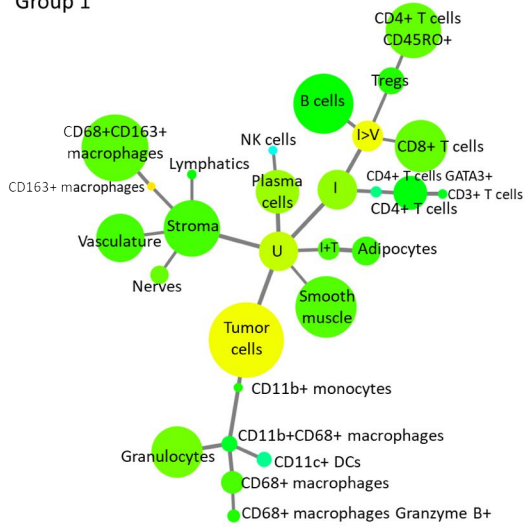 Group 1
CD4+ T cells
CD45RO+
Tregs
B cells
I>V
CD8+ T cells
NK cells
CD68+CD163+
macrophages
Lymphatics
CD163+ macrophages
Plasma
cells
I
CD4+ T cells GATA3+
CD3+ T cells
CD4+ T cells
Stroma
Vasculature
U
I+T
Adipocytes
Nerves
Smooth
muscle
Tumor
cells
CD11b+ monocytes
CD11b+CD68+ macrophages
Granulocytes
CD11c+ DCs
CD68+ macrophages
CD68+ macrophages Granzyme B+